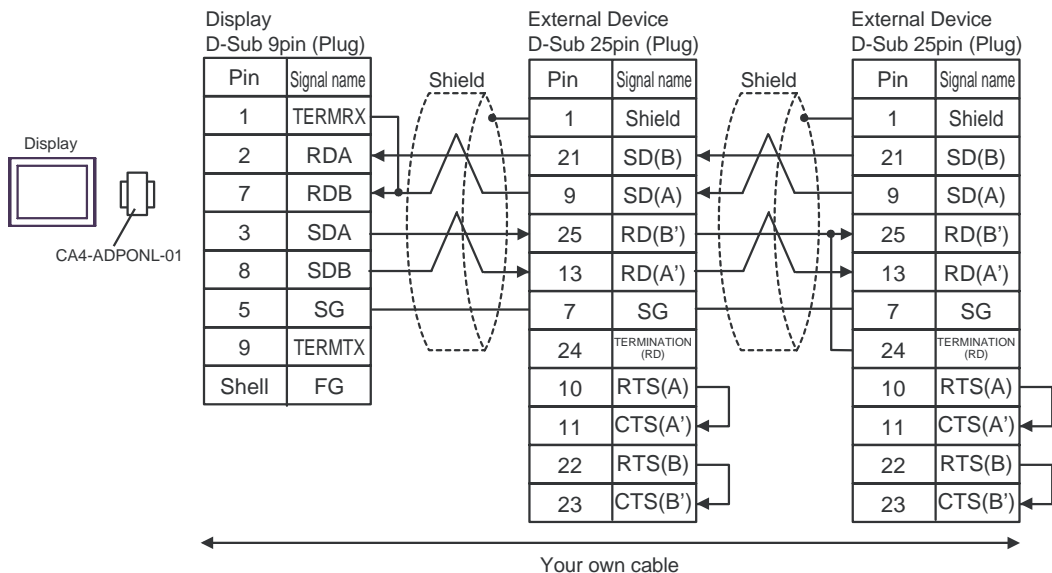 Display
CA4-ADPONL-01
Display
D-Sub 9pin (Plug)
Pin Signal name
1 TERMRX
2 RDA
7 RDB
3 SDA
8 SDB
5 SG
9 TERMTX
Shell FG
Shield
External Device
D-Sub 25pin (Plug)
Pin Signal name
1 Shield
21 SD(B)
9 SD(A)
25 RD(B')
13 RD(A')
7 SG
24 TERMINATION (RD)
10 RTS(A)
11 CTS(A')
22 RTS(B)
23 CTS(B')
Shield
External Device
D-Sub 25pin (Plug)
Pin Signal name
1 Shield
21 SD(B)
9 SD(A)
25 RD(B')
13 RD(A')
7 SG
24 TERMINATION (RD)
10 RTS(A)
11 CTS(A')
22 RTS(B)
23 CTS(B')
Your own cable